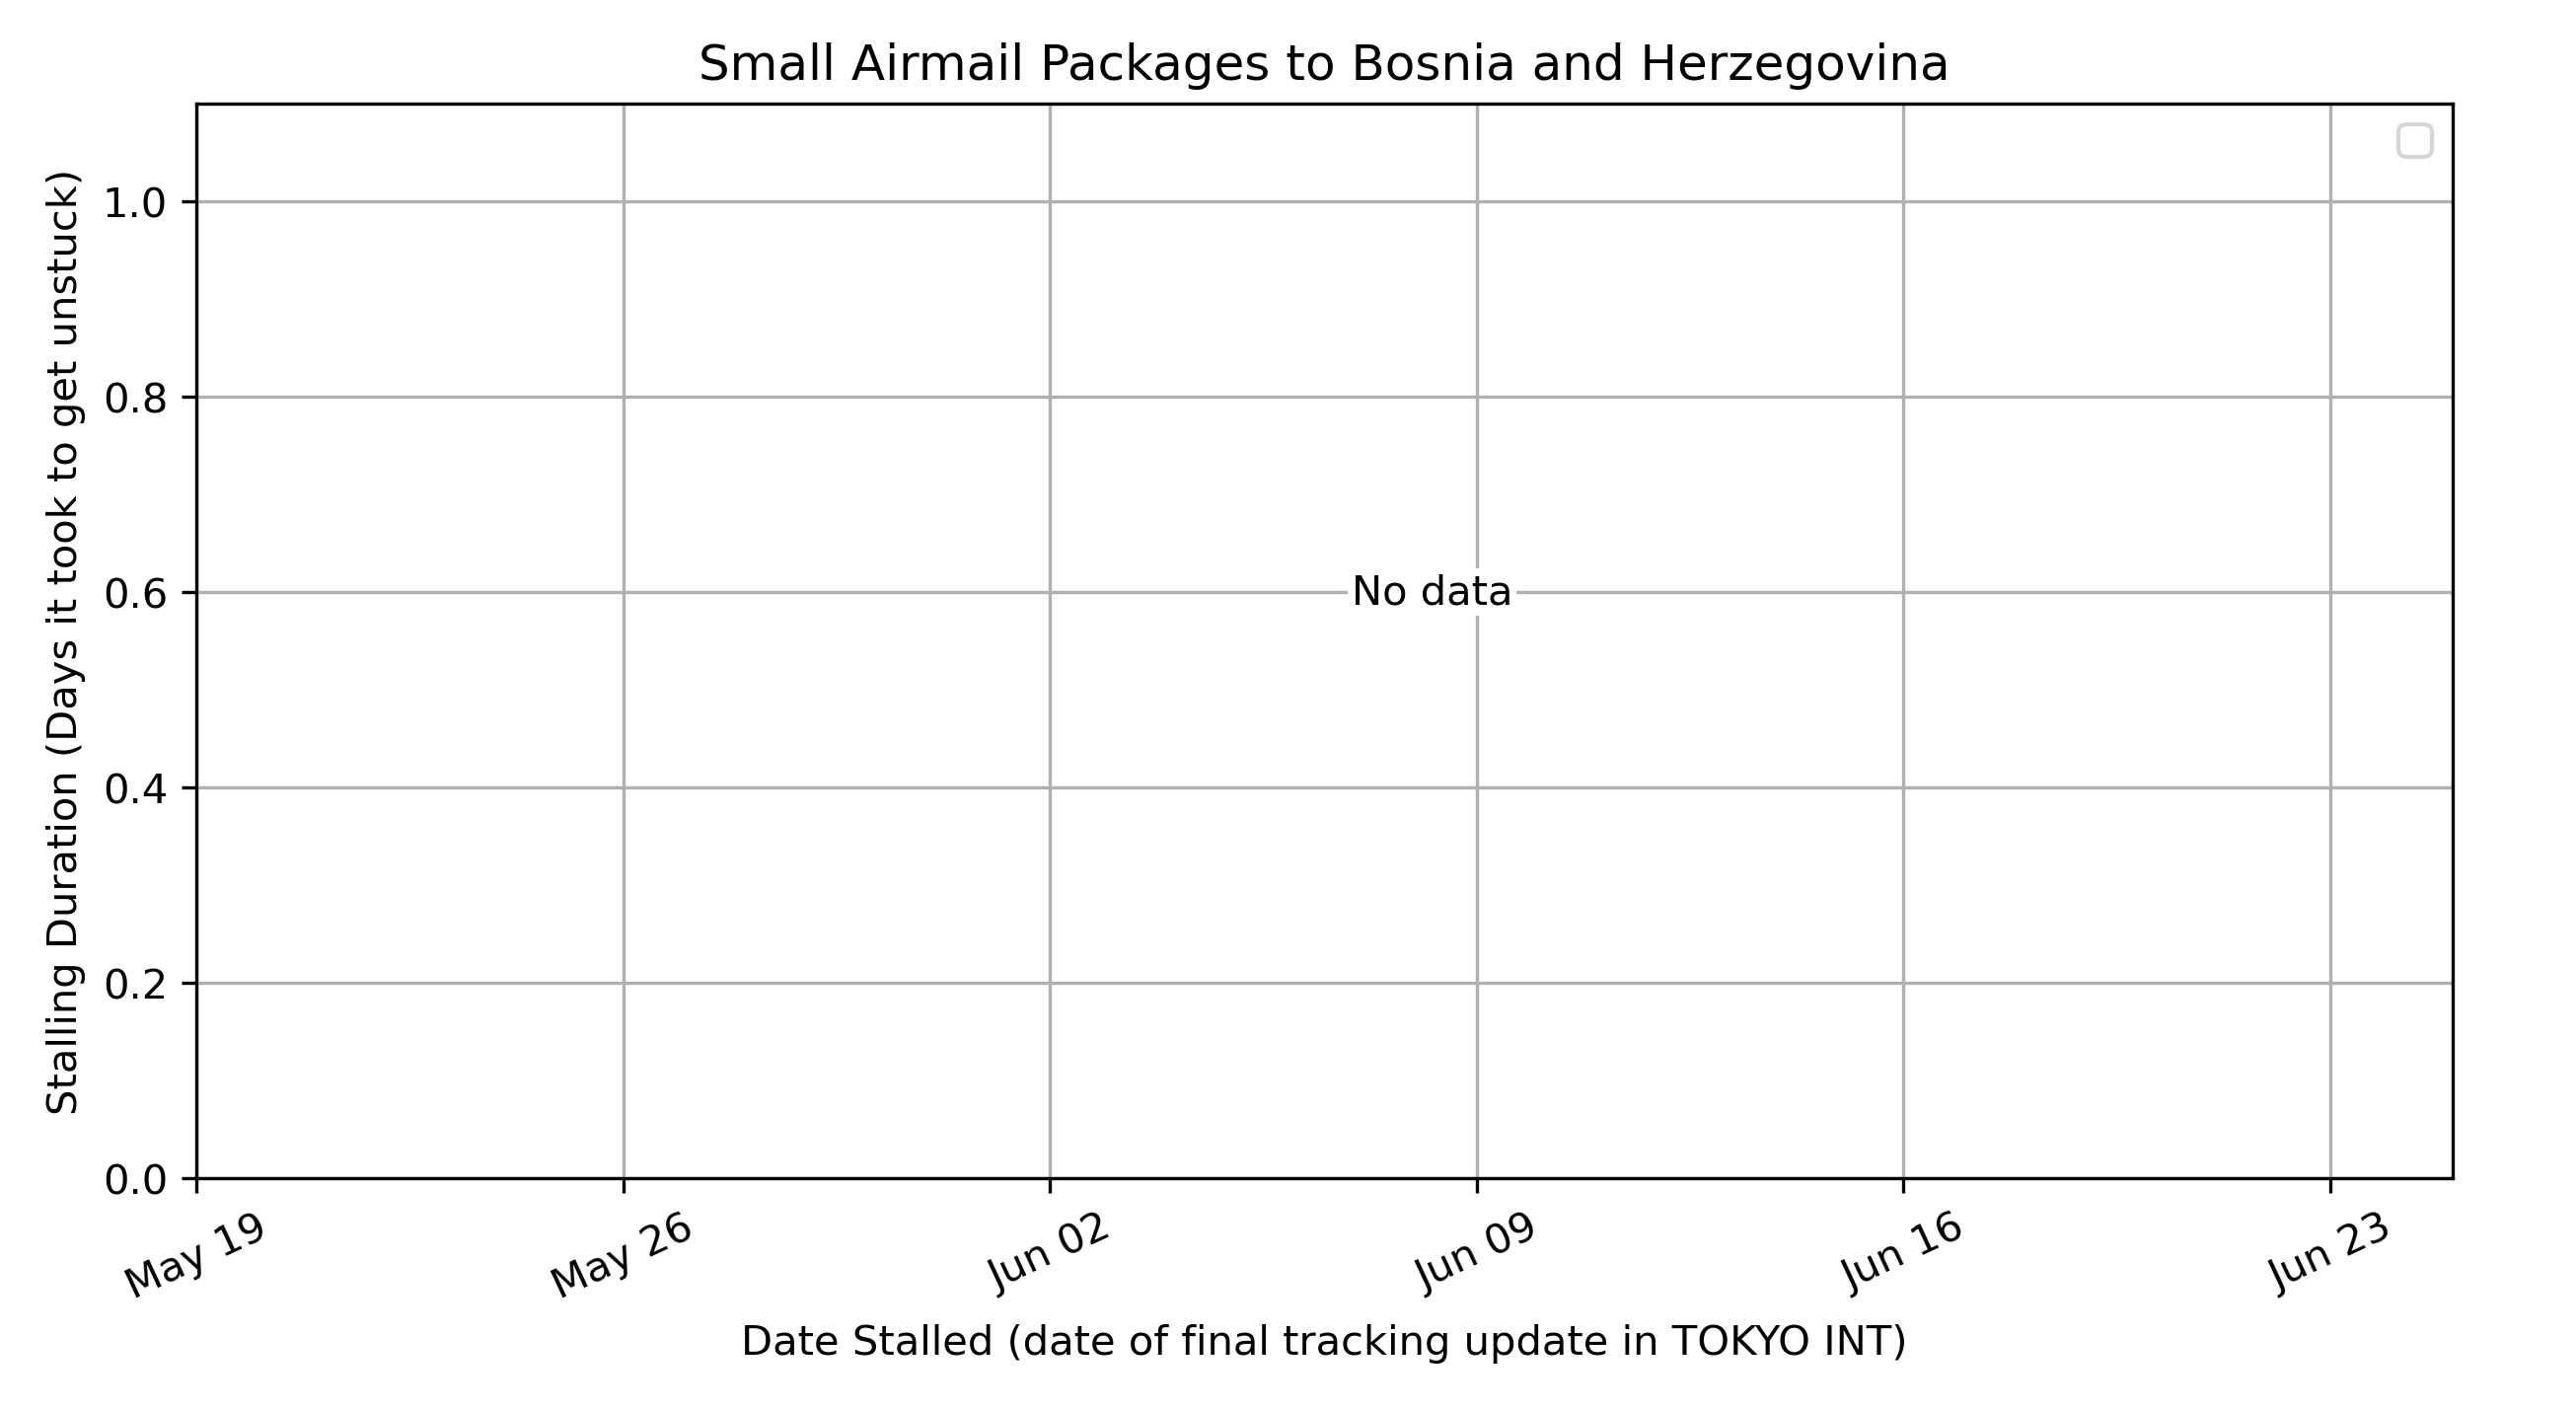 Small Airmail Packages to Bosnia and Herzegovina
Stalling Duration (Days it took to get unstuck)
1.0
0.8
0.6
0.4
0.2
0.0
No data
May 19
May 26
Jun 02
Jun 09
Jun 16
Jun 23
Date Stalled (date of final tracking update in TOKYO INT)